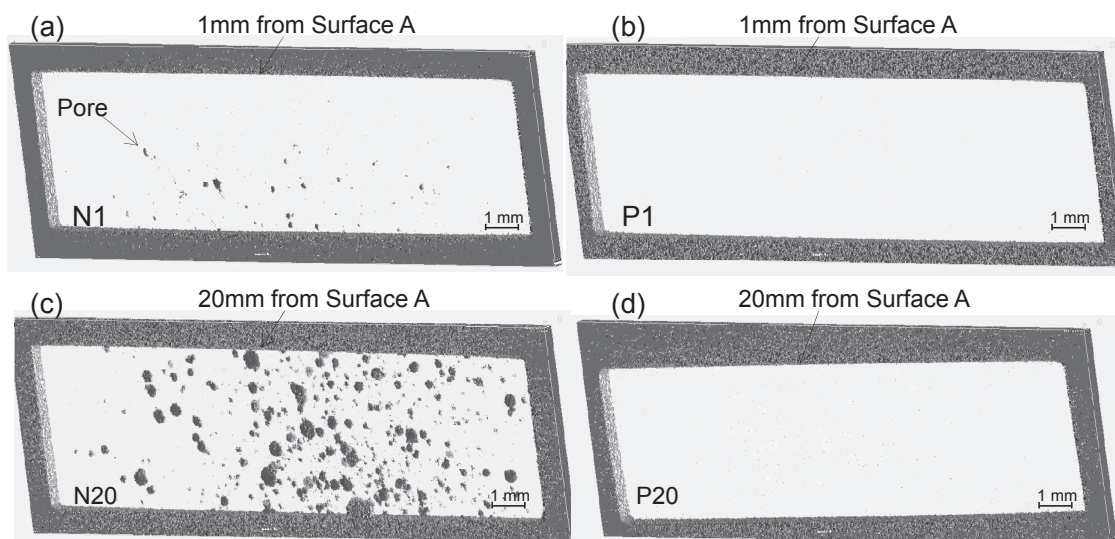 (a)
1mm from Surface A
Pore
N1
1 mm
(b)
1mm from Surface A
P1
1 mm
(c)
20mm from Surface A
N20
1 mm
(d)
20mm from Surface A
P20
1 mm